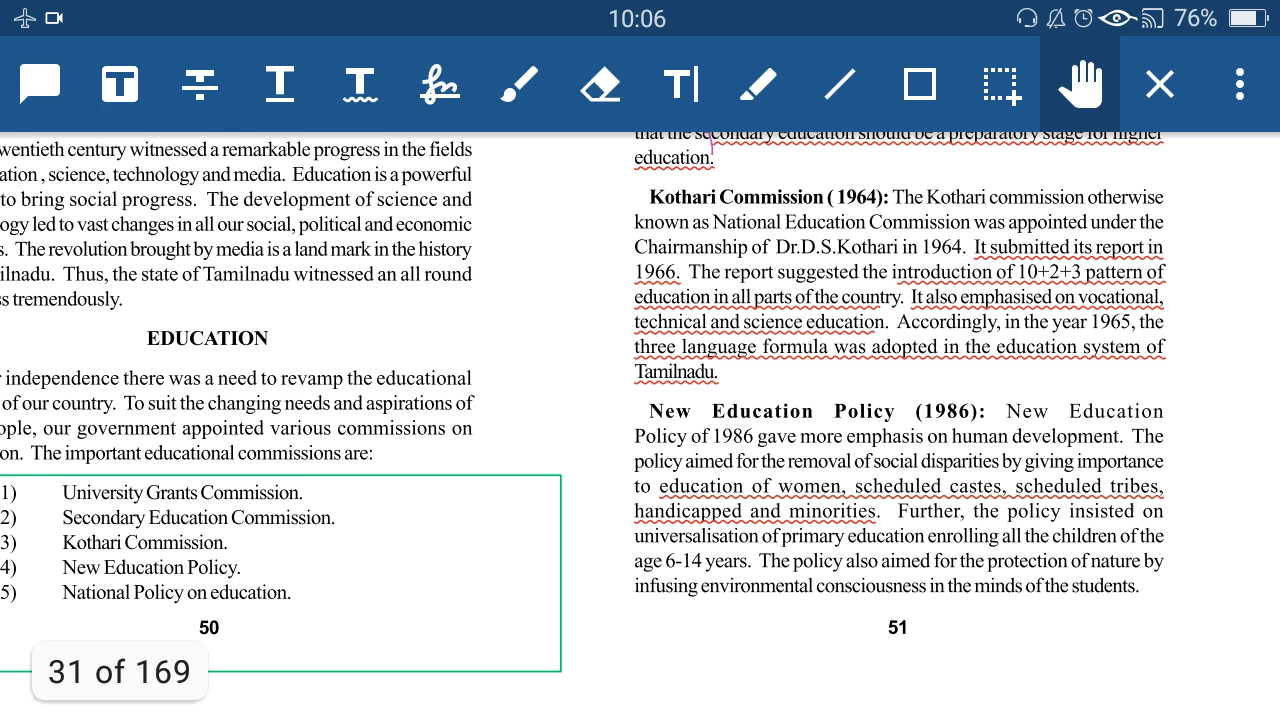 10:06
76%
wentieth century witnessed a remarkable progress in the fields
ation , science, technology and media. Education is a powerful
to bring social progress. The development of science and
ogy led to vast changes in all our social, political and economic
s. The revolution brought by media is a land mark in the history
ilnadu. Thus, the state of Tamilnadu witnessed an all round
ss tremendously.
EDUCATION
r independence there was a need to revamp the educational
of our country. To suit the changing needs and aspirations of
ople, our government appointed various commissions on
on. The important educational commissions are:
1) University Grants Commission.
2) Secondary Education Commission.
3) Kothari Commission.
4) New Education Policy.
5) National Policy on education.
50
31 of 169
that the secondary education should be a preparatory stage for higher
education.
Kothari Commission ( 1964): The Kothari commission otherwise
known as National Education Commission was appointed under the
Chairmanship of Dr.D.S.Kothari in 1964. It submitted its report in
1966. The report suggested the introduction of 10+2+3 pattern of
education in all parts of the country. It also emphasised on vocational,
technical and science education. Accordingly, in the year 1965, the
three language formula was adopted in the education system of
Tamilnadu.
New Education Policy (1986): New Education
Policy of 1986 gave more emphasis on human development. The
policy aimed for the removal of social disparities by giving importance
to education of women, scheduled castes, scheduled tribes,
handicapped and minorities. Further, the policy insisted on
universalisation of primary education enrolling all the children of the
age 6-14 years. The policy also aimed for the protection of nature by
infusing environmental consciousness in the minds of the students.
51